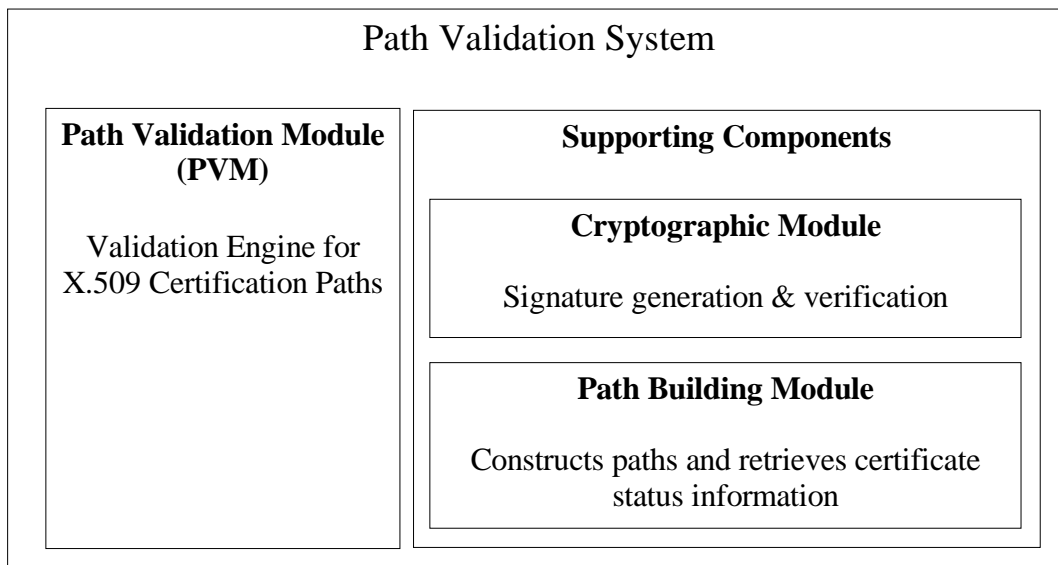 Path Validation System
Path Validation Module
(PVM)
Validation Engine for
X.509 Certification Paths
Supporting Components
Cryptographic Module
Signature generation & verification
Path Building Module
Constructs paths and retrieves certificate
status information